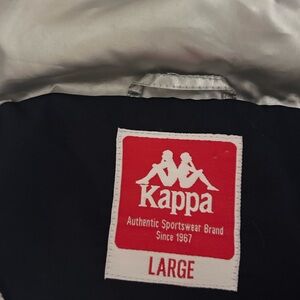 Kappa
Authentic Sportswear Brand
Since 1967
LARGE